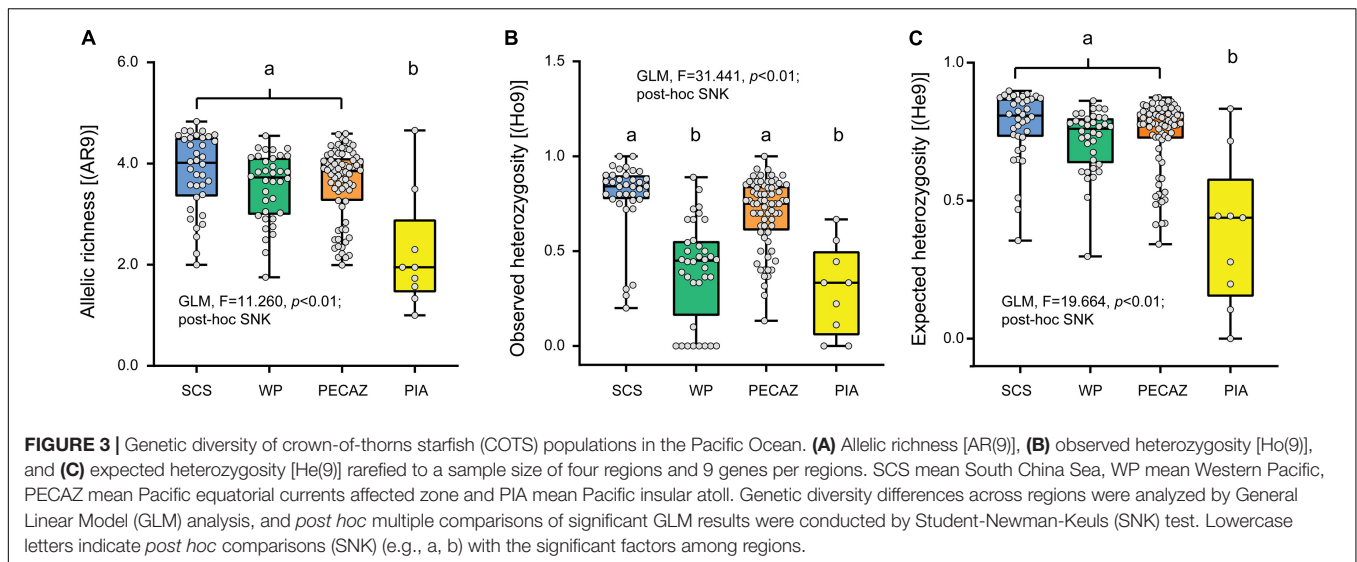 A
Allelic richness [(AR9)]
6.0
4.0
2.0
0.0
a
b
GLM, F=11.260, p<0.01;
post-hoc SNK
SCS WP PECAZ PIA
B
Observed heterozygosity [(Ho9)]
1.5
1.0
0.5
0.0
GLM, F=31.441, p<0.01;
post-hoc SNK
a b a b
SCS WP PECAZ PIA
C
Expected heterozygosity [(He9)]
1.0
0.5
0.0
a
b
GLM, F=19.664, p<0.01;
post-hoc SNK
SCS WP PECAZ PIA
FIGURE 3 | Genetic diversity of crown-of-thorns starfish (COTS) populations in the Pacific Ocean. (A) Allelic richness [AR(9)], (B) observed heterozygosity [Ho(9)],
and (C) expected heterozygosity [He(9)] rarefied to a sample size of four regions and 9 genes per regions. SCS mean South China Sea, WP mean Western Pacific,
PECAZ mean Pacific equatorial currents affected zone and PIA mean Pacific insular atoll. Genetic diversity differences across regions were analyzed by General
Linear Model (GLM) analysis, and post hoc multiple comparisons of significant GLM results were conducted by Student-Newman-Keuls (SNK) test. Lowercase
letters indicate post hoc comparisons (SNK) (e.g., a, b) with the significant factors among regions.